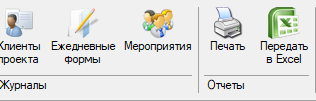 Клиенты проекта
Ежедневные формы
Мероприятия
Печать
Передать в Excel
Журналы
Отчеты